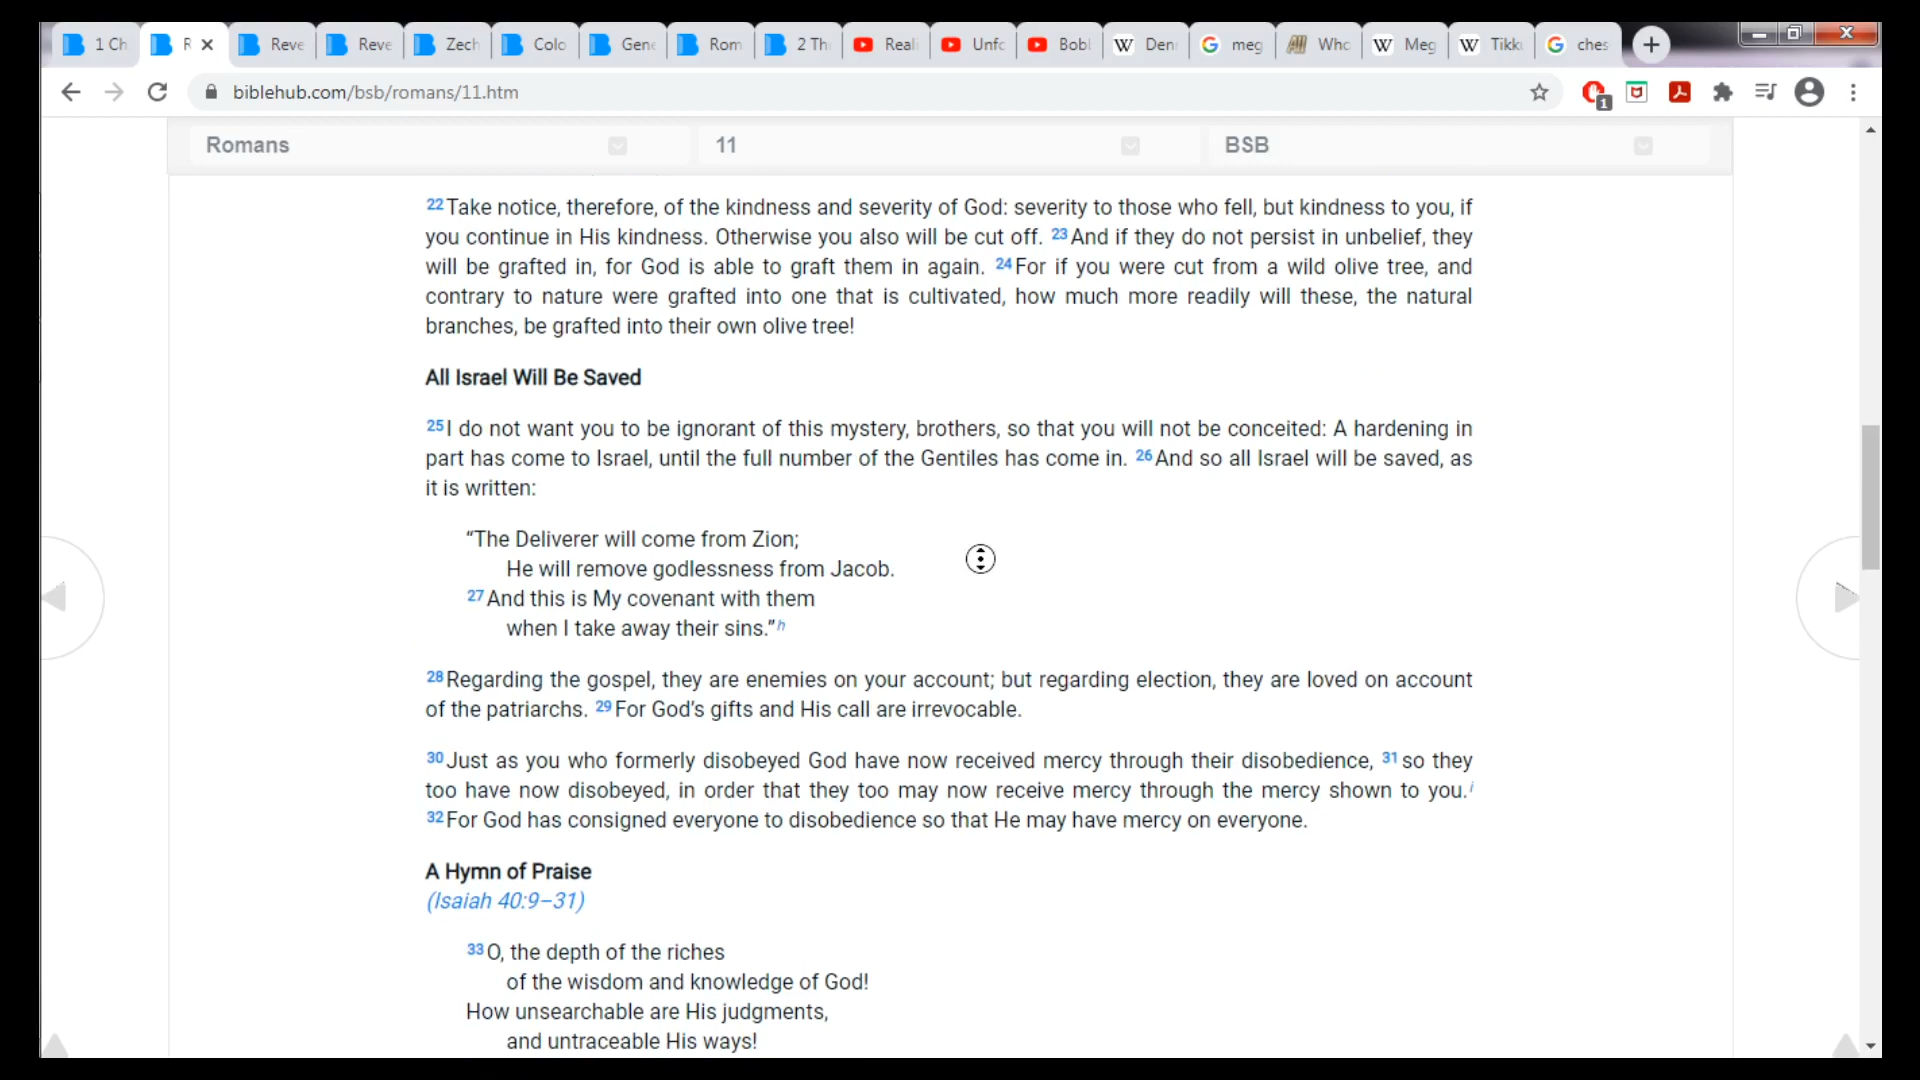 1 Ch
R
Reve
Reve
Zech
Colo
Gene
Rom
2 Th
Reali
Unfo
Bobl
Den
meg
Who
Meg
Tikk
ches
biblehub.com/bsb/romans/11.htm
1
Romans
11
BSB
22 Take notice, therefore, of the kindness and severity of God: severity to those who fell, but kindness to you, if
you continue in His kindness. Otherwise you also will be cut off. 23 And if they do not persist in unbelief, they
will be grafted in, for God is able to graft them in again. 24 For if you were cut from a wild olive tree, and
contrary to nature were grafted into one that is cultivated, how much more readily will these, the natural
branches, be grafted into their own olive tree!
All Israel Will Be Saved
25 I do not want you to be ignorant of this mystery, brothers, so that you will not be conceited: A hardening in
part has come to Israel, until the full number of the Gentiles has come in. 26 And so all Israel will be saved, as
it is written:
“The Deliverer will come from Zion;
He will remove godlessness from Jacob.
27 And this is My covenant with them
when I take away their sins.” h
28 Regarding the gospel, they are enemies on your account; but regarding election, they are loved on account
of the patriarchs. 29 For God’s gifts and His call are irrevocable.
30 Just as you who formerly disobeyed God have now received mercy through their disobedience, 31 so they
too have now disobeyed, in order that they too may now receive mercy through the mercy shown to you. i
32 For God has consigned everyone to disobedience so that He may have mercy on everyone.
A Hymn of Praise
(Isaiah 40:9–31)
33 O, the depth of the riches
of the wisdom and knowledge of God!
How unsearchable are His judgments,
and untraceable His ways!